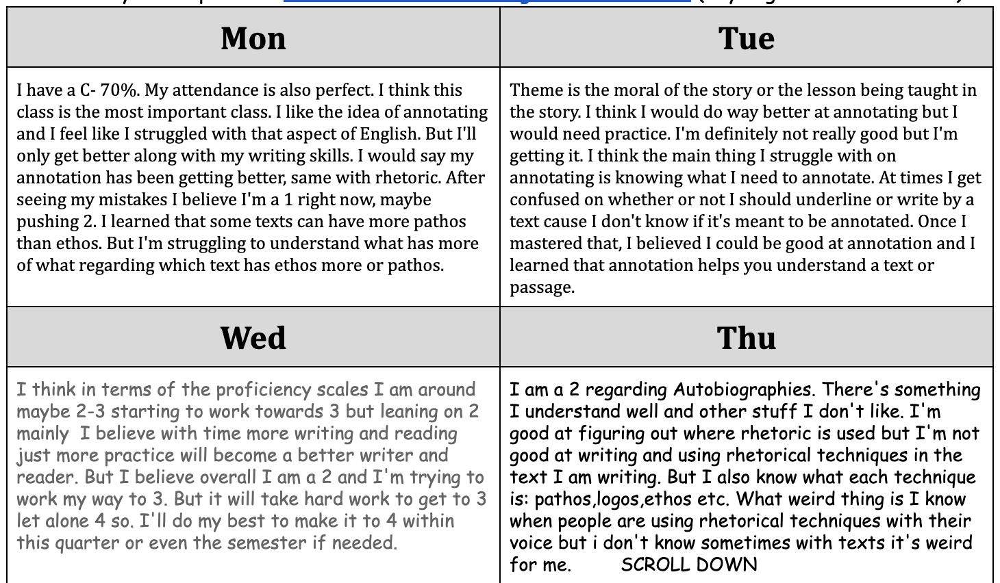 Mon
I have a C- 70%. My attendance is also perfect. I think this
class is the most important class. I like the idea of annotating
and I feel like I struggled with that aspect of English. But I'll
only get better along with my writing skills. I would say my
annotation has been getting better, same with rhetoric. After
seeing my mistakes I believe I'm a 1 right now, maybe
pushing 2. I learned that some texts can have more pathos
than ethos. But I'm struggling to understand what has more
of what regarding which text has ethos more or pathos.
Tue
Theme is the moral of the story or the lesson being taught in
the story. I think I would do way better at annotating but I
would need practice. I'm definitely not really good but I'm
getting it. I think the main thing I struggle with on
annotating is knowing what I need to annotate. At times I get
confused on whether or not I should underline or write by a
text cause I don't know if it's meant to be annotated. Once I
mastered that, I believed I could be good at annotation and I
learned that annotation helps you understand a text or
passage.
Wed
I think in terms of the proficiency scales I am around
maybe 2-3 starting to work towards 3 but leaning on 2
mainly  I believe with time more writing and reading
just more practice will become a better writer and
reader. But I believe overall I am a 2 and I'm trying to
work my way to 3. But it will take hard work to get to 3
let alone 4 so. I'll do my best to make it to 4 within
this quarter or even the semester if needed.
Thu
I am a 2 regarding Autobiographies. There's something
I understand well and other stuff I don't like. I'm
good at figuring out where rhetoric is used but I'm not
good at writing and using rhetorical techniques in the
text I am writing. But I also know what each technique
is: pathos,logos,ethos etc. What weird thing is I know
when people are using rhetorical techniques with their
voice but i don't know sometimes with texts it's weird
for me.        SCROLL DOWN